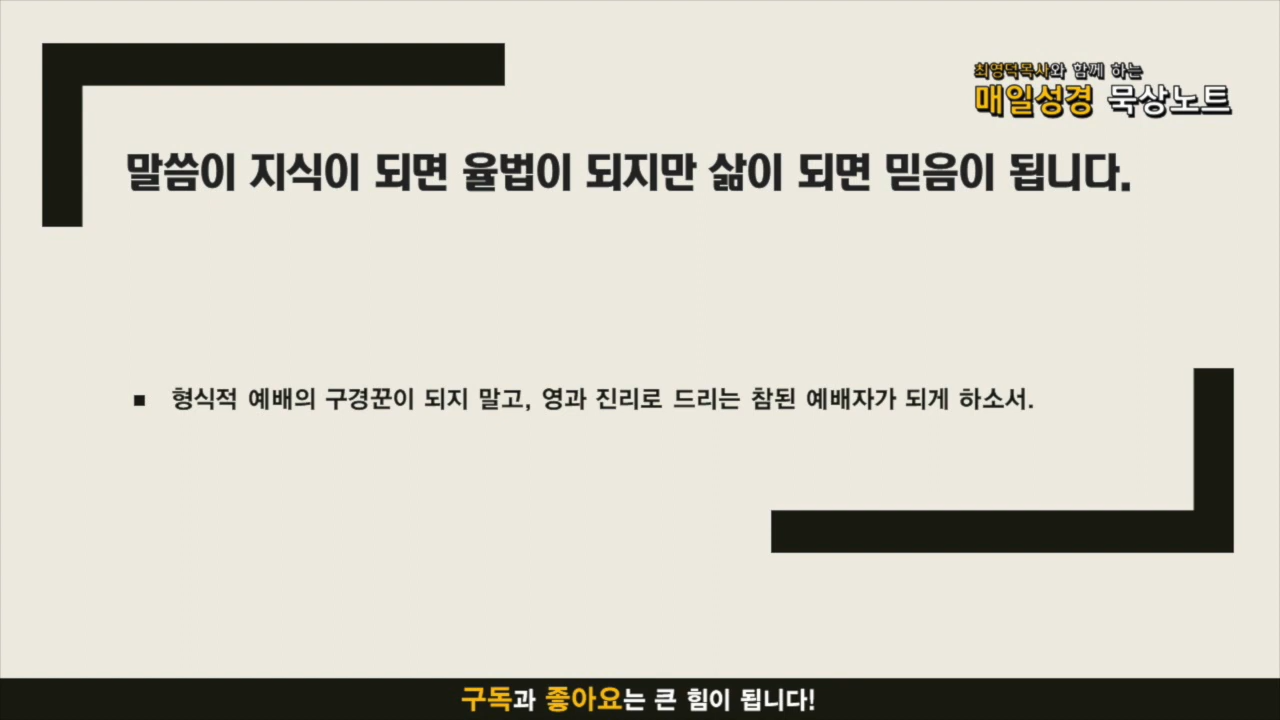 최영덕목사와 함께 하는
매일성경 묵상노트
말씀이 지식이 되면 율법이 되지만 삶이 되면 믿음이 됩니다.
■ 형식적 예배의 구경꾼이 되지 말고, 영과 진리로 드리는 참된 예배자가 되게 하소서.
구독과 좋아요는 큰 힘이 됩니다!